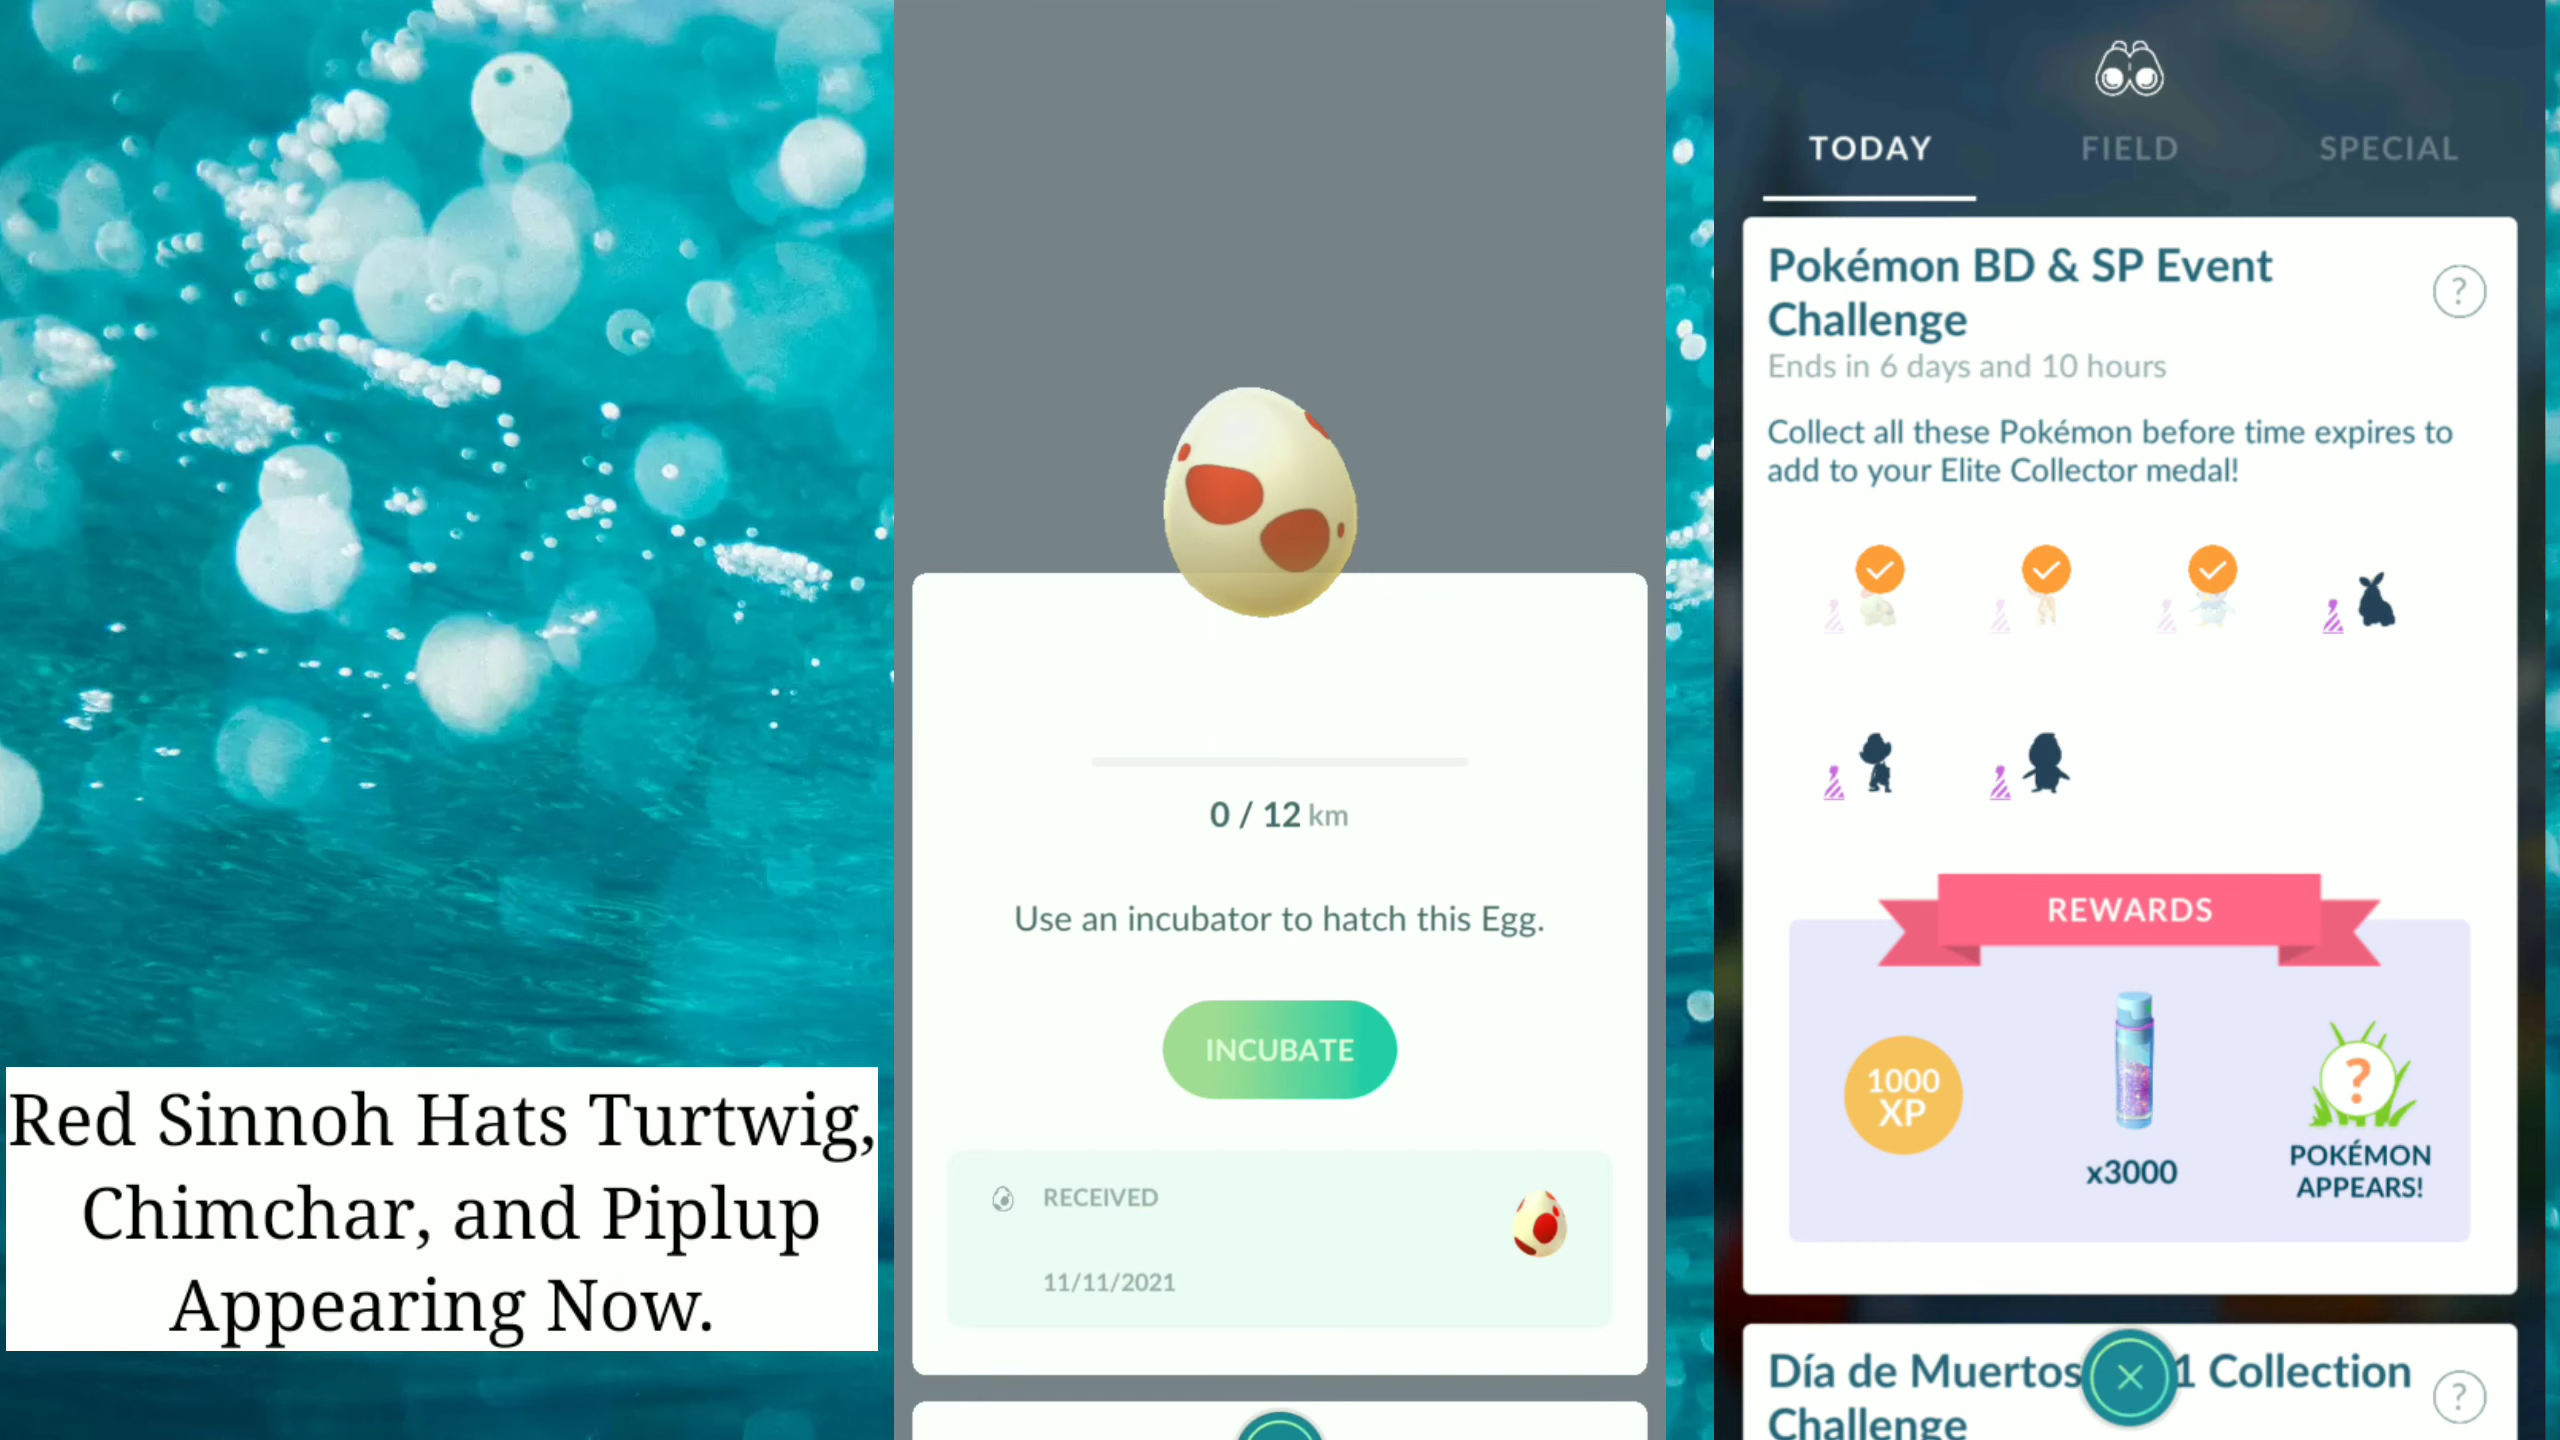 Red Sinnoh Hats Turtwig,
Chimchar, and Piplup
Appearing Now.
0 / 12 km
Use an incubator to hatch this Egg.
INCUBATE
RECEIVED
11/11/2021
TODAY FIELD SPECIAL
Pokémon BD & SP Event
Challenge
?
Ends in 6 days and 10 hours
Collect all these Pokémon before time expires to
add to your Elite Collector medal!
REWARDS
1000
XP
x3000
?
POKÉMON
APPEARS!
Día de Muertos 1 Collection
Challenge
?